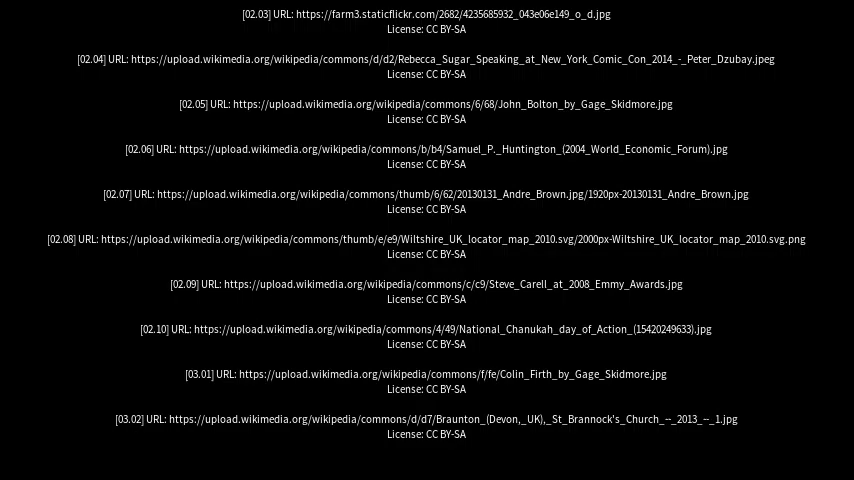 [02.03] URL: https://farm3.staticflickr.com/2682/4235685932_043e06e149_o_d.jpg
License: CC BY-SA
[02.04] URL: https://upload.wikimedia.org/wikipedia/commons/d/d2/Rebecca_Sugar_Speaking_at_New_York_Comic_Con_2014_-_Peter_Dzubay.jpeg
License: CC BY-SA
[02.05] URL: https://upload.wikimedia.org/wikipedia/commons/6/68/John_Bolton_by_Gage_Skidmore.jpg
License: CC BY-SA
[02.06] URL: https://upload.wikimedia.org/wikipedia/commons/b/b4/Samuel_P._Huntington_(2004_World_Economic_Forum).jpg
License: CC BY-SA
[02.07] URL: https://upload.wikimedia.org/wikipedia/commons/thumb/6/62/20130131_Andre_Brown.jpg/1920px-20130131_Andre_Brown.jpg
License: CC BY-SA
[02.08] URL: https://upload.wikimedia.org/wikipedia/commons/thumb/e/e9/Wiltshire_UK_locator_map_2010.svg/2000px-Wiltshire_UK_locator_map_2010.svg.png
License: CC BY-SA
[02.09] URL: https://upload.wikimedia.org/wikipedia/commons/c/c9/Steve_Carell_at_2008_Emmy_Awards.jpg
License: CC BY-SA
[02.10] URL: https://upload.wikimedia.org/wikipedia/commons/4/49/National_Chanukah_day_of_Action_(15420249633).jpg
License: CC BY-SA
[03.01] URL: https://upload.wikimedia.org/wikipedia/commons/f/fe/Colin_Firth_by_Gage_Skidmore.jpg
License: CC BY-SA
[03.02] URL: https://upload.wikimedia.org/wikipedia/commons/d/d7/Braunton_(Devon,_UK),_St_Brannock's_Church_--_2013_--_1.jpg
License: CC BY-SA